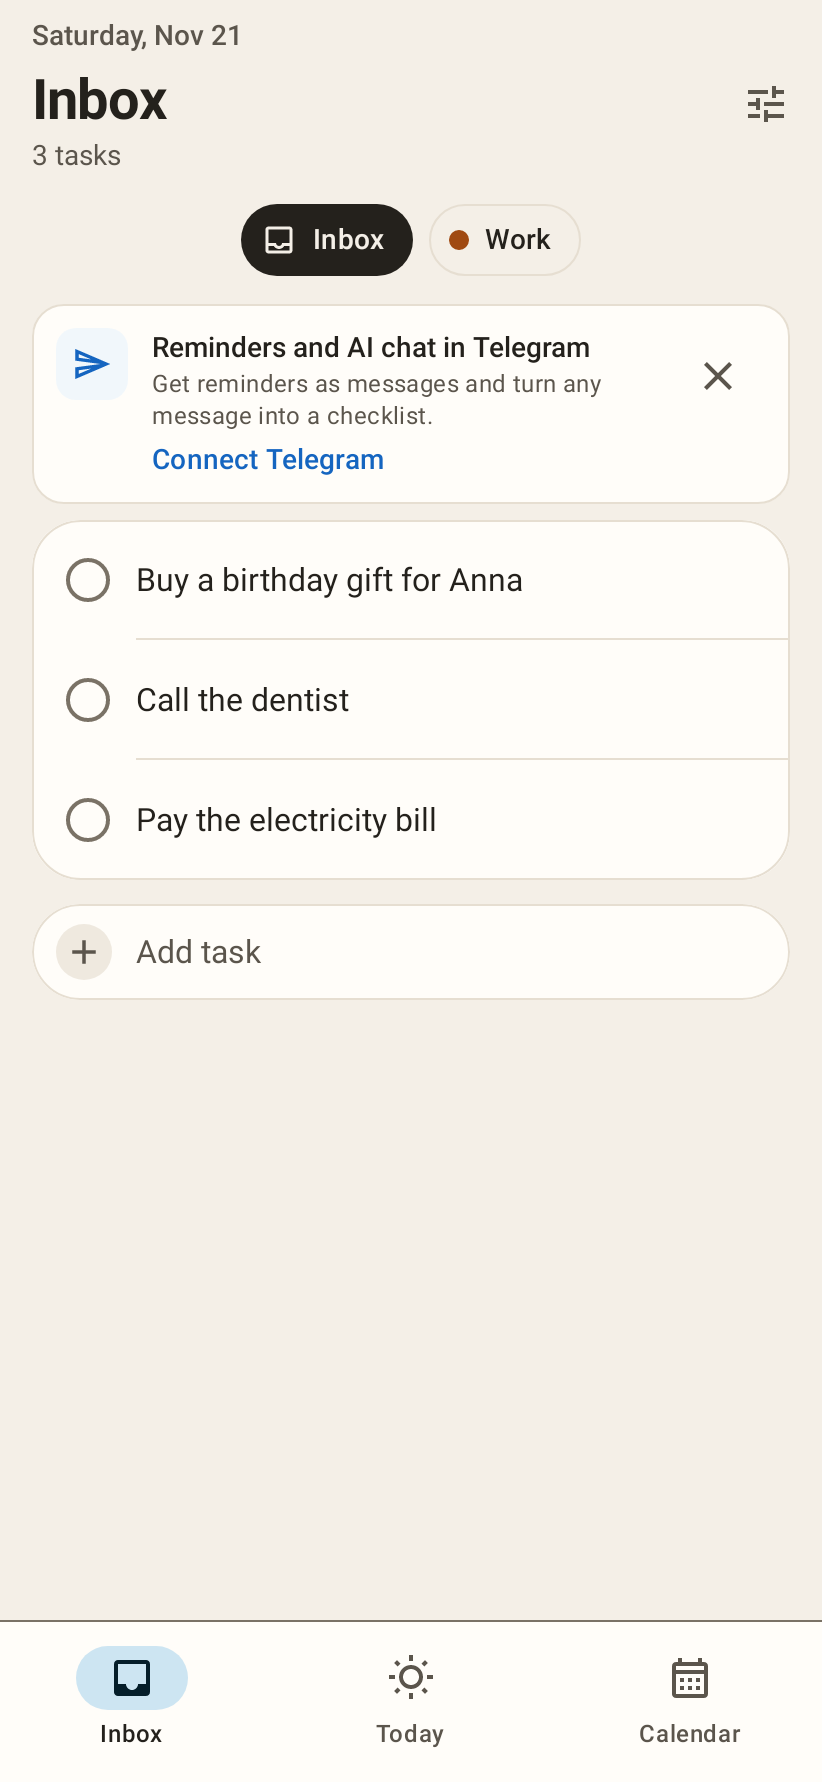 Saturday, Nov 21
Inbox
3 tasks
Inbox
Work
Reminders and AI chat in Telegram
Get reminders as messages and turn any
message into a checklist.
Connect Telegram
Buy a birthday gift for Anna
Call the dentist
Pay the electricity bill
Add task
Inbox
Today
Calendar